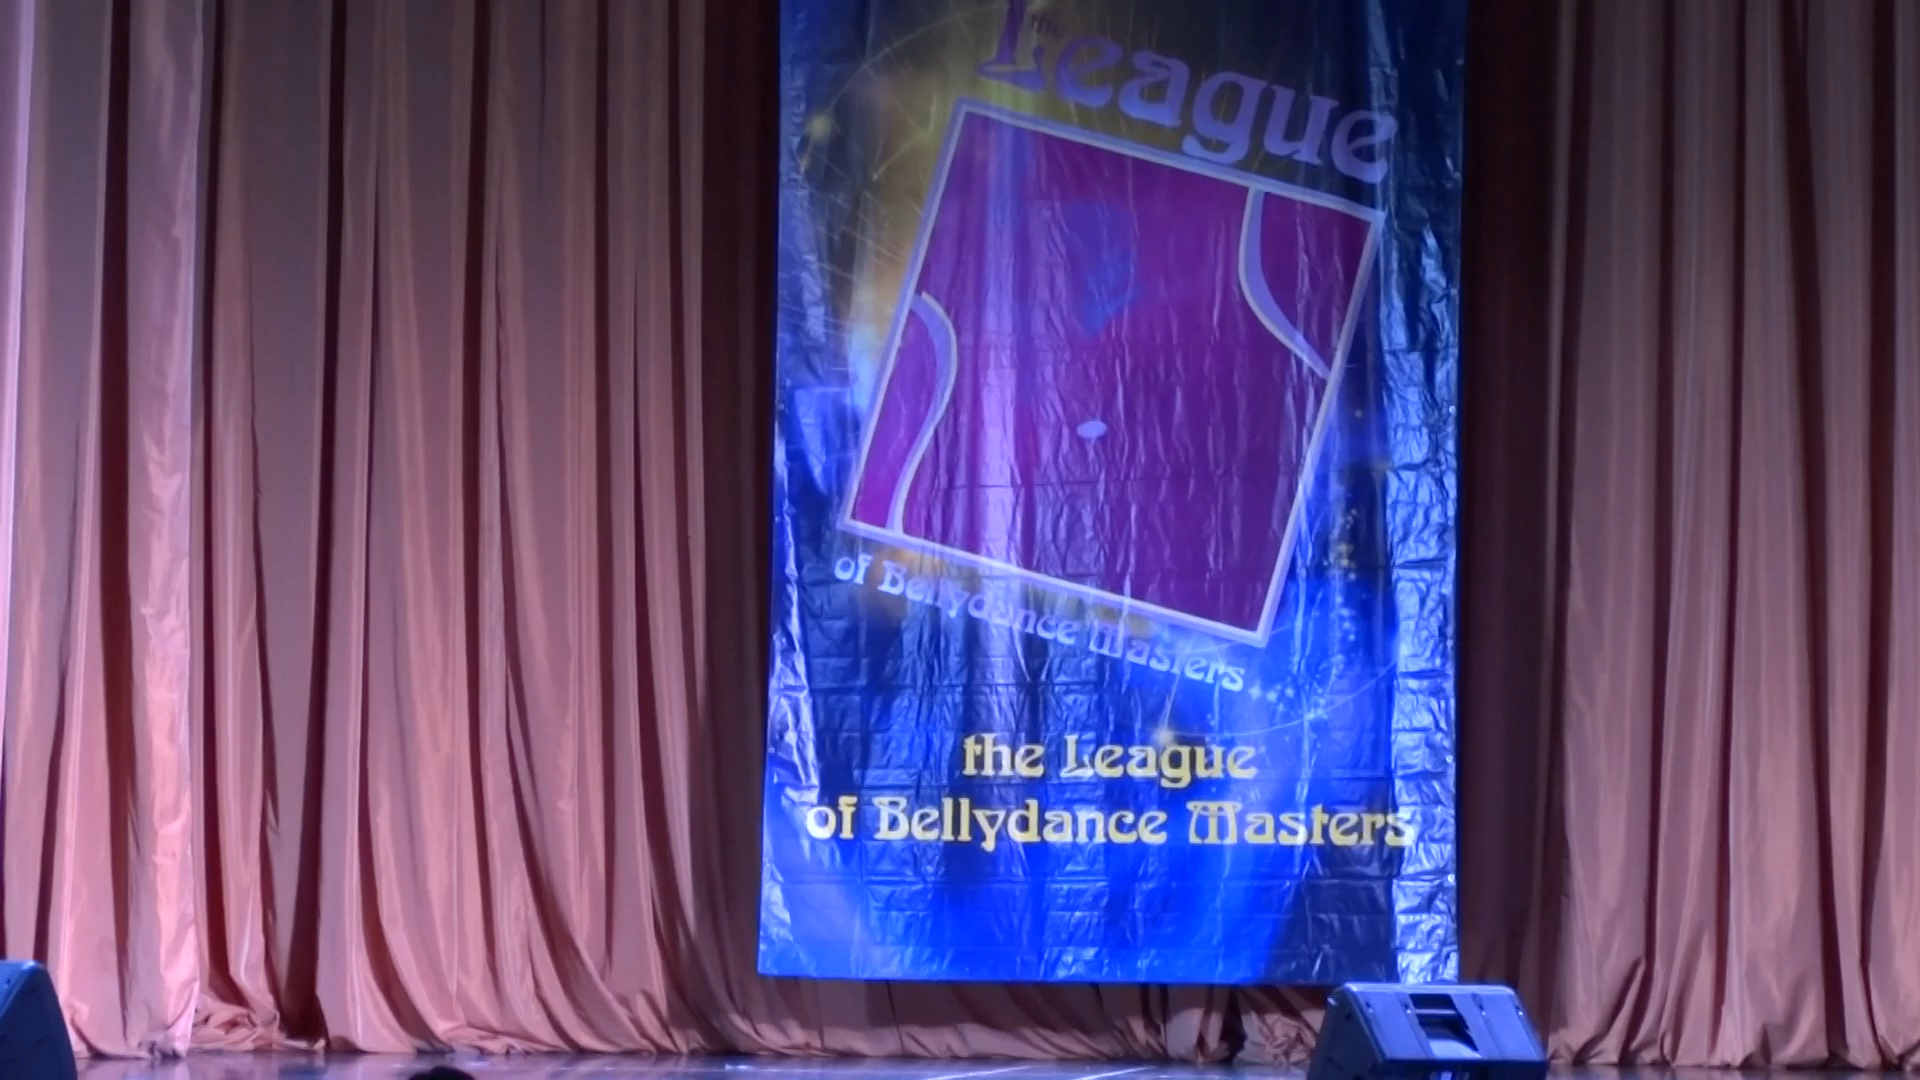 the
League
of Bellydance Masters
the League
of Bellydance Masters